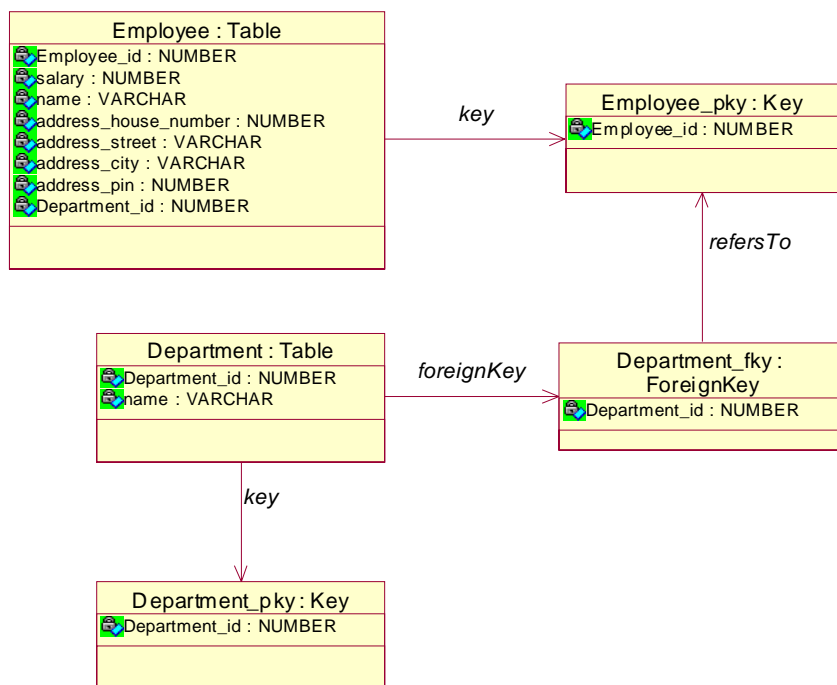 Employee : Table
Employee_id : NUMBER
salary : NUMBER
name : VARCHAR
address_house_number : NUMBER
address_street : VARCHAR
address_city : VARCHAR
address_pin : NUMBER
Department_id : NUMBER
key
Employee_pky : Key
Employee_id : NUMBER
refersTo
Department : Table
Department_id : NUMBER
name : VARCHAR
foreignKey
Department_fky :
ForeignKey
Department_id : NUMBER
key
Department_pky : Key
Department_id : NUMBER